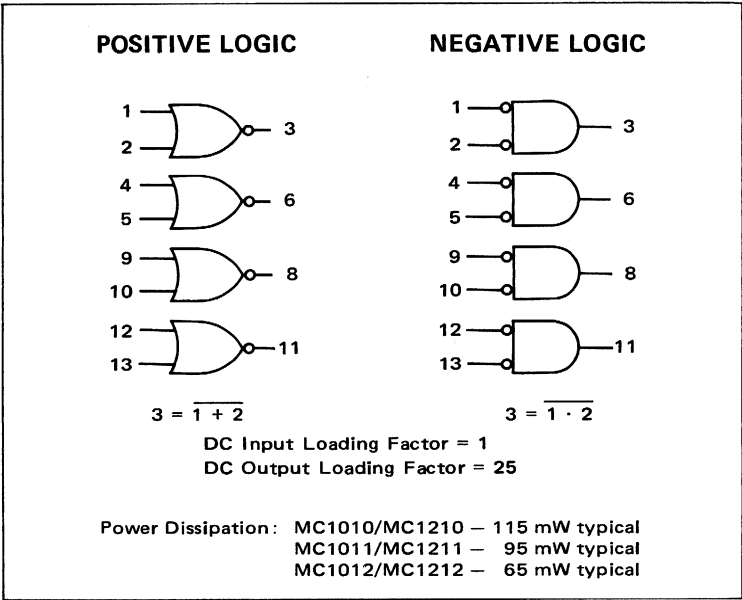 POSITIVE LOGIC NEGATIVE LOGIC
1 2 3 1 2 3
4 5 6 4 5 6
9 10 8 9 10 8
12 13 11 12 13 11
3 = \overline{1 + 2} 3 = \overline{1 · 2}
DC Input Loading Factor = 1
DC Output Loading Factor = 25
Power Dissipation: MC1010/MC1210 – 115 mW typical
MC1011/MC1211 – 95 mW typical
MC1012/MC1212 – 65 mW typical